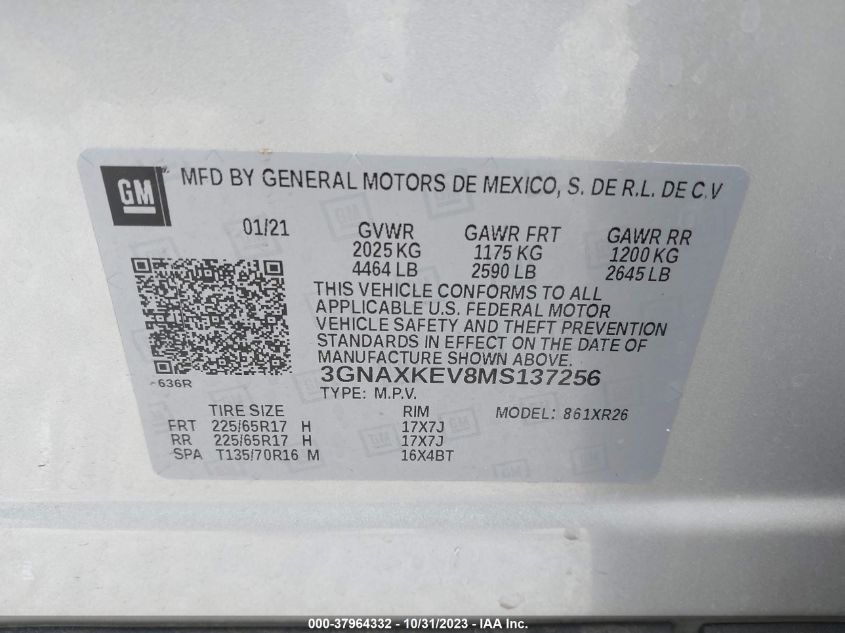 GM MFD BY GENERAL MOTORS DE MEXICO, S. DE R.L. DE C.V
01/21 GVWR GAWR FRT GAWR RR
2025 KG 1175 KG 1200 KG
4464 LB 2590 LB 2645 LB
THIS VEHICLE CONFORMS TO ALL
APPLICABLE U.S. FEDERAL MOTOR
VEHICLE SAFETY AND THEFT PREVENTION
STANDARDS IN EFFECT ON THE DATE OF
MANUFACTURE SHOWN ABOVE.
636R 3GNAXKEV8MS137256
TYPE: M.P.V.
TIRE SIZE RIM MODEL: 861XR26
FRT 225/65R17 H 17X7J
RR 225/65R17 H 17X7J
SPA T135/70R16 M 16X4BT
000-37964332 - 10/31/2023 - IAA Inc.